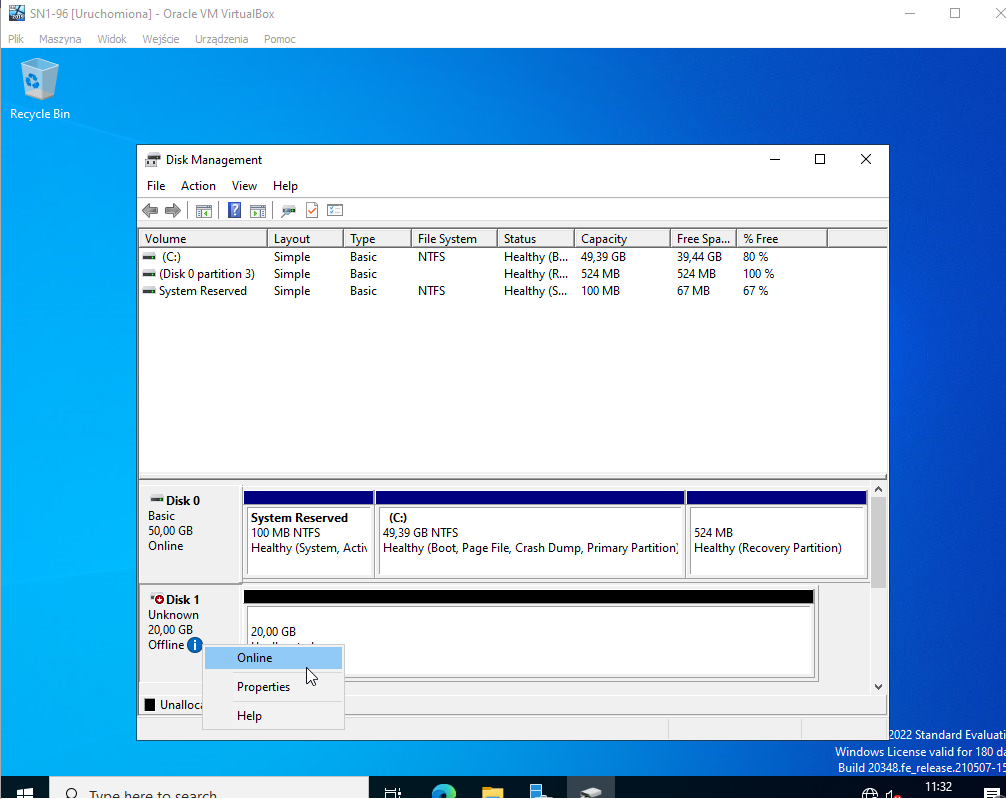 SN1-96 [Uruchomiona] - Oracle VM VirtualBox
Plik Maszyna Widok Wejście Urządzenia Pomoc
Recycle Bin
Disk Management
File Action View Help
Volume Layout Type File System Status Capacity Free Spa... % Free
(C:) Simple Basic NTFS Healthy (B... 49,39 GB 39,44 GB 80 %
(Disk 0 partition 3) Simple Basic Healthy (R... 524 MB 524 MB 100 %
System Reserved Simple Basic NTFS Healthy (S... 100 MB 67 MB 67 %
Disk 0
Basic
50,00 GB
Online
System Reserved
100 MB NTFS
Healthy (System, Activ
(C:)
49,39 GB NTFS
Healthy (Boot, Page File, Crash Dump, Primary Partition)
524 MB
Healthy (Recovery Partition)
Disk 1
Unknown
20,00 GB
Offline
20,00 GB
Online
Properties
Help
Unalloca
2022 Standard Evaluati
Windows License valid for 180 da
Build 20348.fe_release.210507-15
Type here to search
11:32